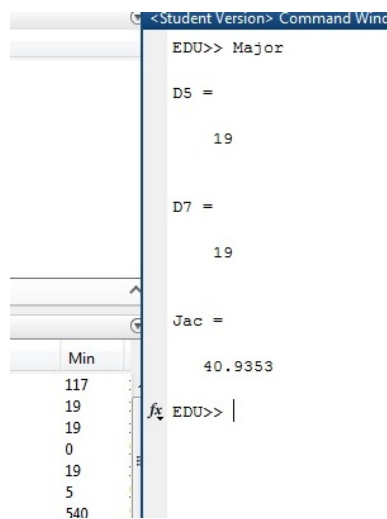 <Student Version> Command Wind
EDU>> Major
D5 =
19
D7 =
19
Jac =
40.9353
fx EDU>>
Min
117
19
19
0
19
5
540